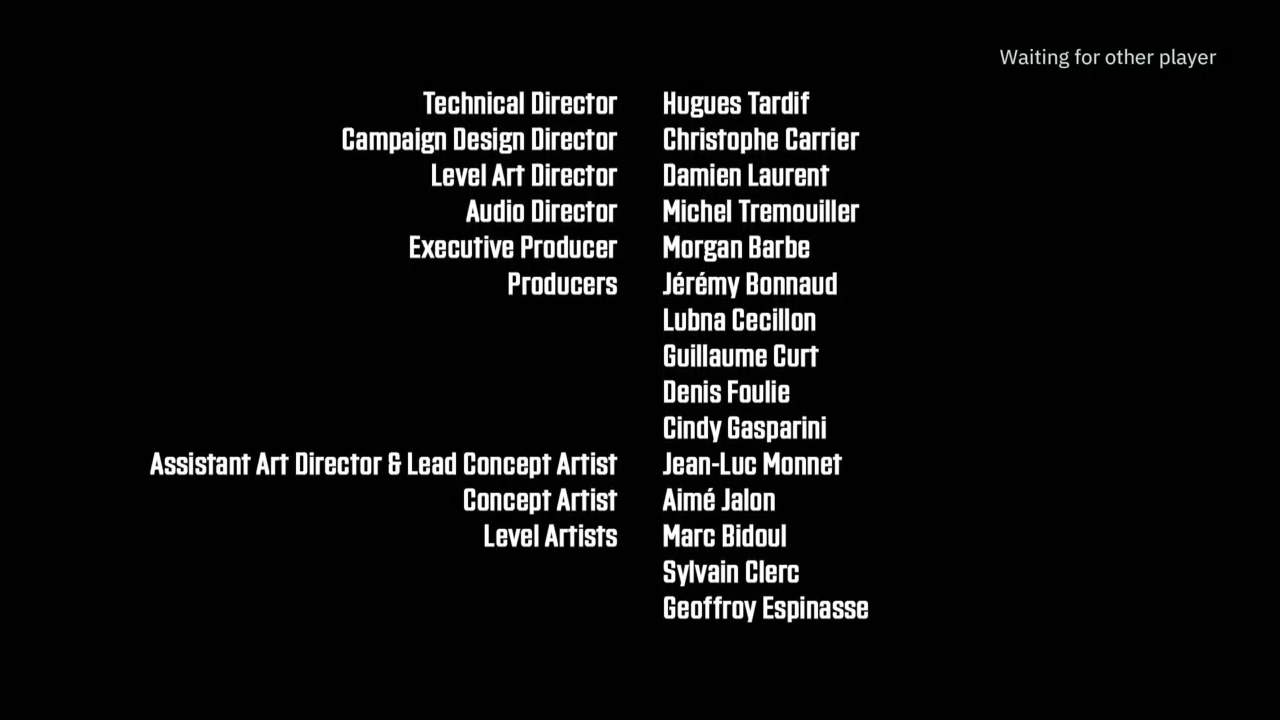 Waiting for other player
Technical Director Hugues Tardif
Campaign Design Director Christophe Carrier
Level Art Director Damien Laurent
Audio Director Michel Tremouiller
Executive Producer Morgan Barbe
Producers Jérémy Bonnaud
Lubna Cecillon
Guillaume Curt
Denis Foulie
Cindy Gasparini
Assistant Art Director & Lead Concept Artist Jean-Luc Monnet
Concept Artist Aimé Jalon
Level Artists Marc Bidoul
Sylvain Clerc
Geoffroy Espinasse